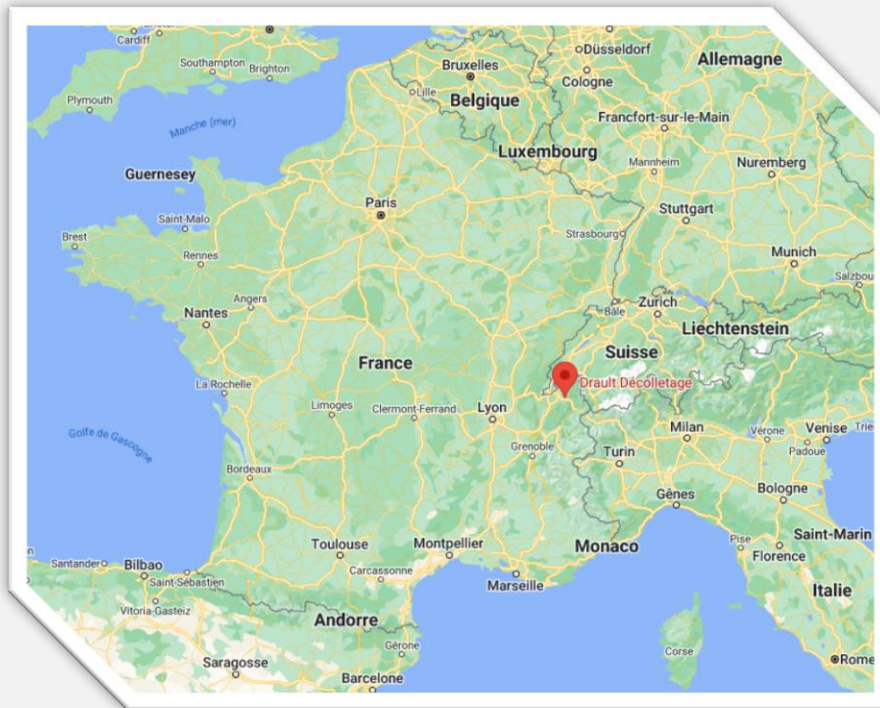 Cardiff
Southampton
Brighton
Plymouth
Manche (mer)
Guernesey
Saint-Malo
Brest
Rennes
Nantes
Angers
La Rochelle
Golfe de Gascogne
Bordeaux
Limoges
Clermont-Ferrand
France
Paris
Lille
Bruxelles
Belgique
Luxembourg
Düsseldorf
Cologne
Allemagne
Francfort-sur-le-Main
Mannheim
Nuremberg
Stuttgart
Strasbourg
Munich
Salzbou
Bâle
Zurich
Liechtenstein
Suisse
Drault Décolletage
Lyon
Grenoble
Turin
Milan
Vérone
Venise
Trie
Padoue
Gênes
Bologne
Saint-Marin
Pise
Florence
Italie
Rome
Monaco
Marseille
Montpellier
Toulouse
Carcassonne
Corse
Andorre
Gérone
Barcelone
Saragosse
Santander
Bilbao
Saint-Sébastien
Vitoria-Gasteiz